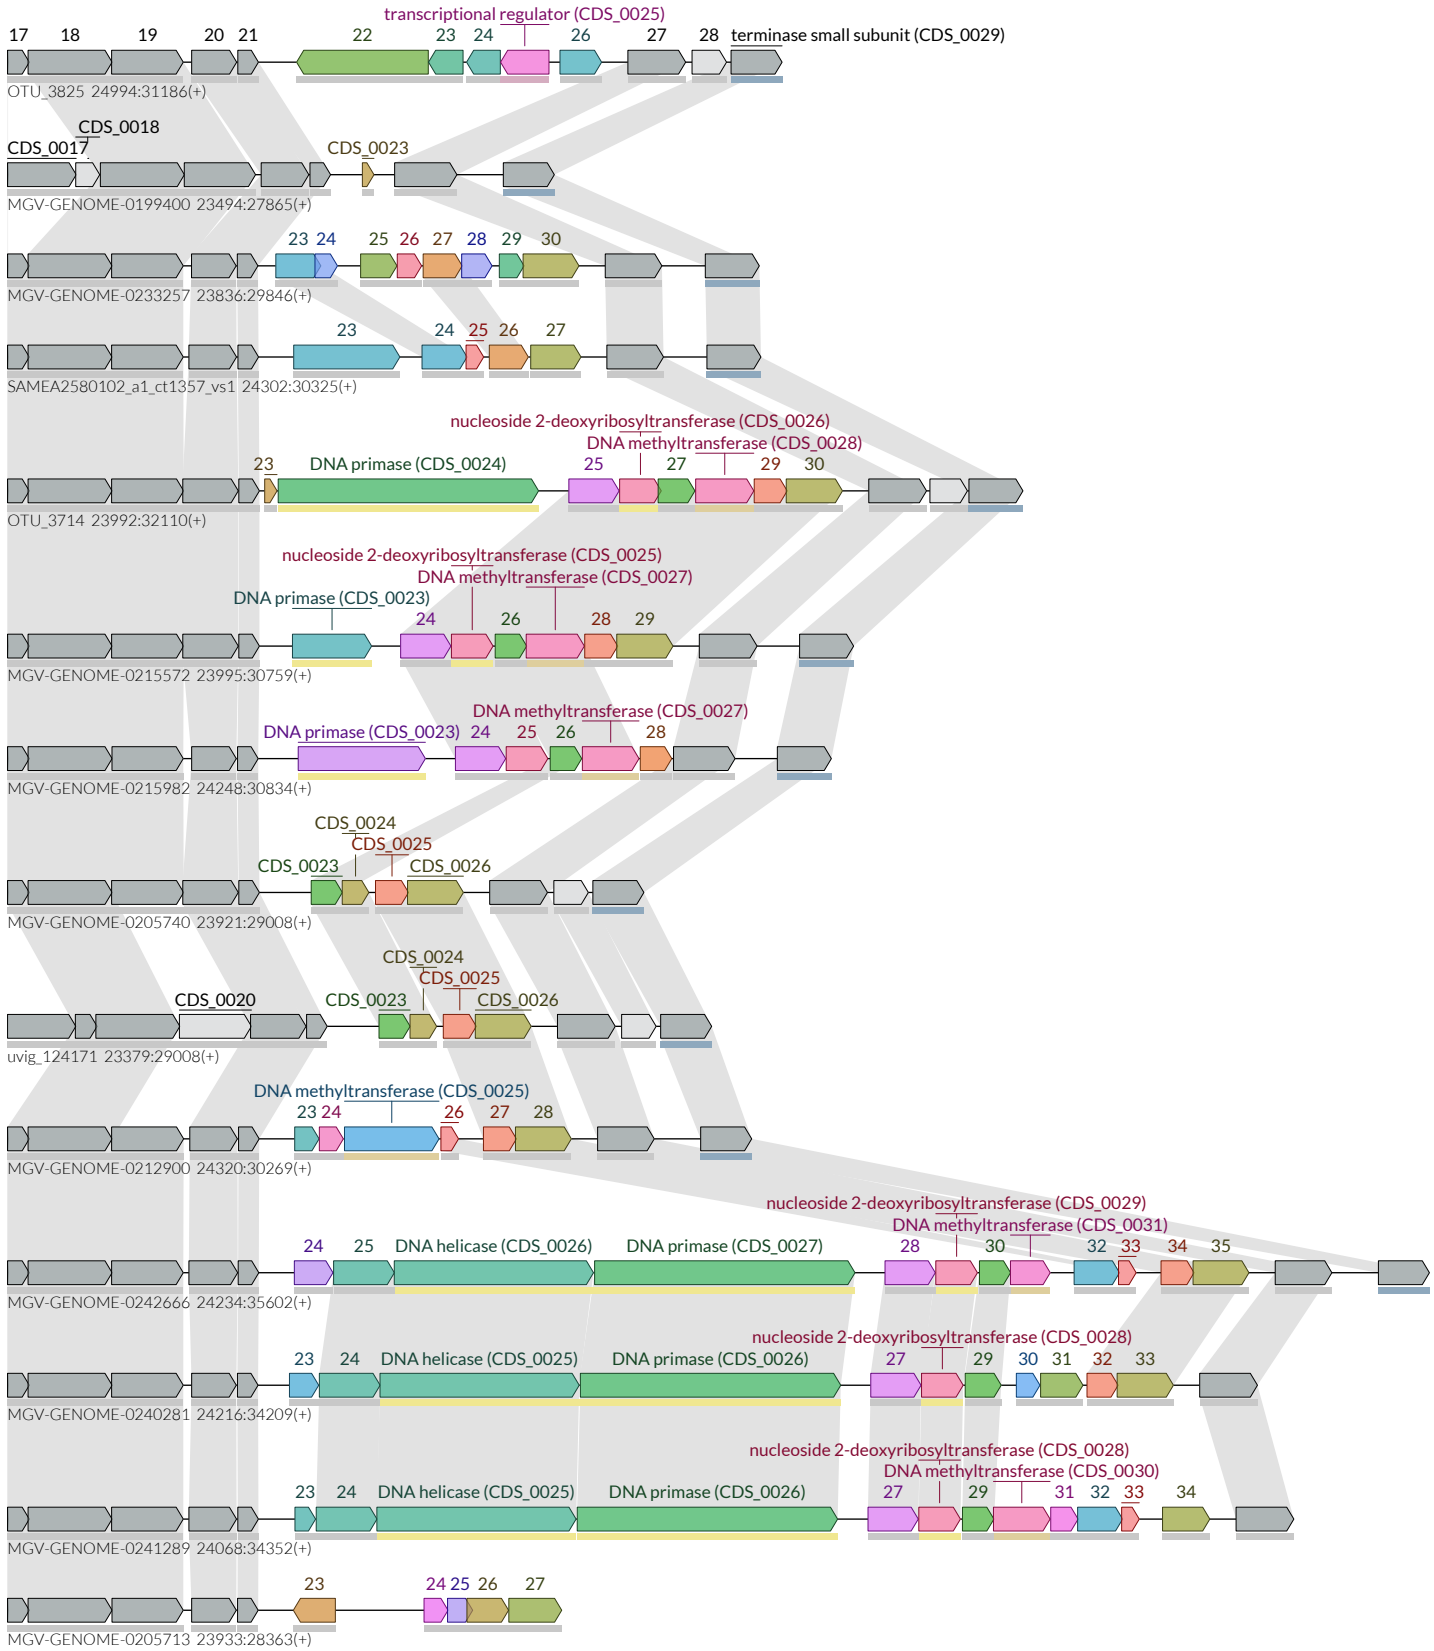 transcriptional regulator (CDS_0025)
17 18 19 20 21 22 23 24 26 27 28 terminase small subunit (CDS_0029)
OTU_3825 24994:31186(+)
CDS_0018
CDS_0017 CDS_0023
MGV-GENOME-0199400 23494:27865(+)
23 24 25 26 27 28 29 30
MGV-GENOME-0233257 23836:29846(+)
23 24 25 26 27
SAMEA2580102_a1_ct1357_vs1 24302:30325(+)
nucleoside 2-deoxyribosyltransferase (CDS_0026)
DNA methyltransferase (CDS_0028)
23 DNA primase (CDS_0024) 25 27 29 30
OTU_3714 23992:32110(+)
nucleoside 2-deoxyribosyltransferase (CDS_0025)
DNA methyltransferase (CDS_0027)
DNA primase (CDS_0023)
24 26 28 29
MGV-GENOME-0215572 23995:30759(+)
DNA methyltransferase (CDS_0027)
DNA primase (CDS_0023) 24 25 26 28
MGV-GENOME-0215982 24248:30834(+)
CDS_0024
CDS_0025
CDS_0023 CDS_0026
MGV-GENOME-0205740 23921:29008(+)
CDS_0024
CDS_0025
CDS_0020 CDS_0023 CDS_0026
uvig_124171 23379:29008(+)
DNA methyltransferase (CDS_0025)
23 24 26 27 28
MGV-GENOME-0212900 24320:30269(+)
nucleoside 2-deoxyribosyltransferase (CDS_0029)
DNA methyltransferase (CDS_0031)
24 25 DNA helicase (CDS_0026) DNA primase (CDS_0027) 28 30 32 33 34 35
MGV-GENOME-0242666 24234:35602(+)
nucleoside 2-deoxyribosyltransferase (CDS_0028)
23 24 DNA helicase (CDS_0025) DNA primase (CDS_0026) 27 29 30 31 32 33
MGV-GENOME-0240281 24216:34209(+)
nucleoside 2-deoxyribosyltransferase (CDS_0028)
DNA methyltransferase (CDS_0030)
23 24 DNA helicase (CDS_0025) DNA primase (CDS_0026) 27 29 31 32 33 34
MGV-GENOME-0241289 24068:34352(+)
23 24 25 26 27
MGV-GENOME-0205713 23933:28363(+)